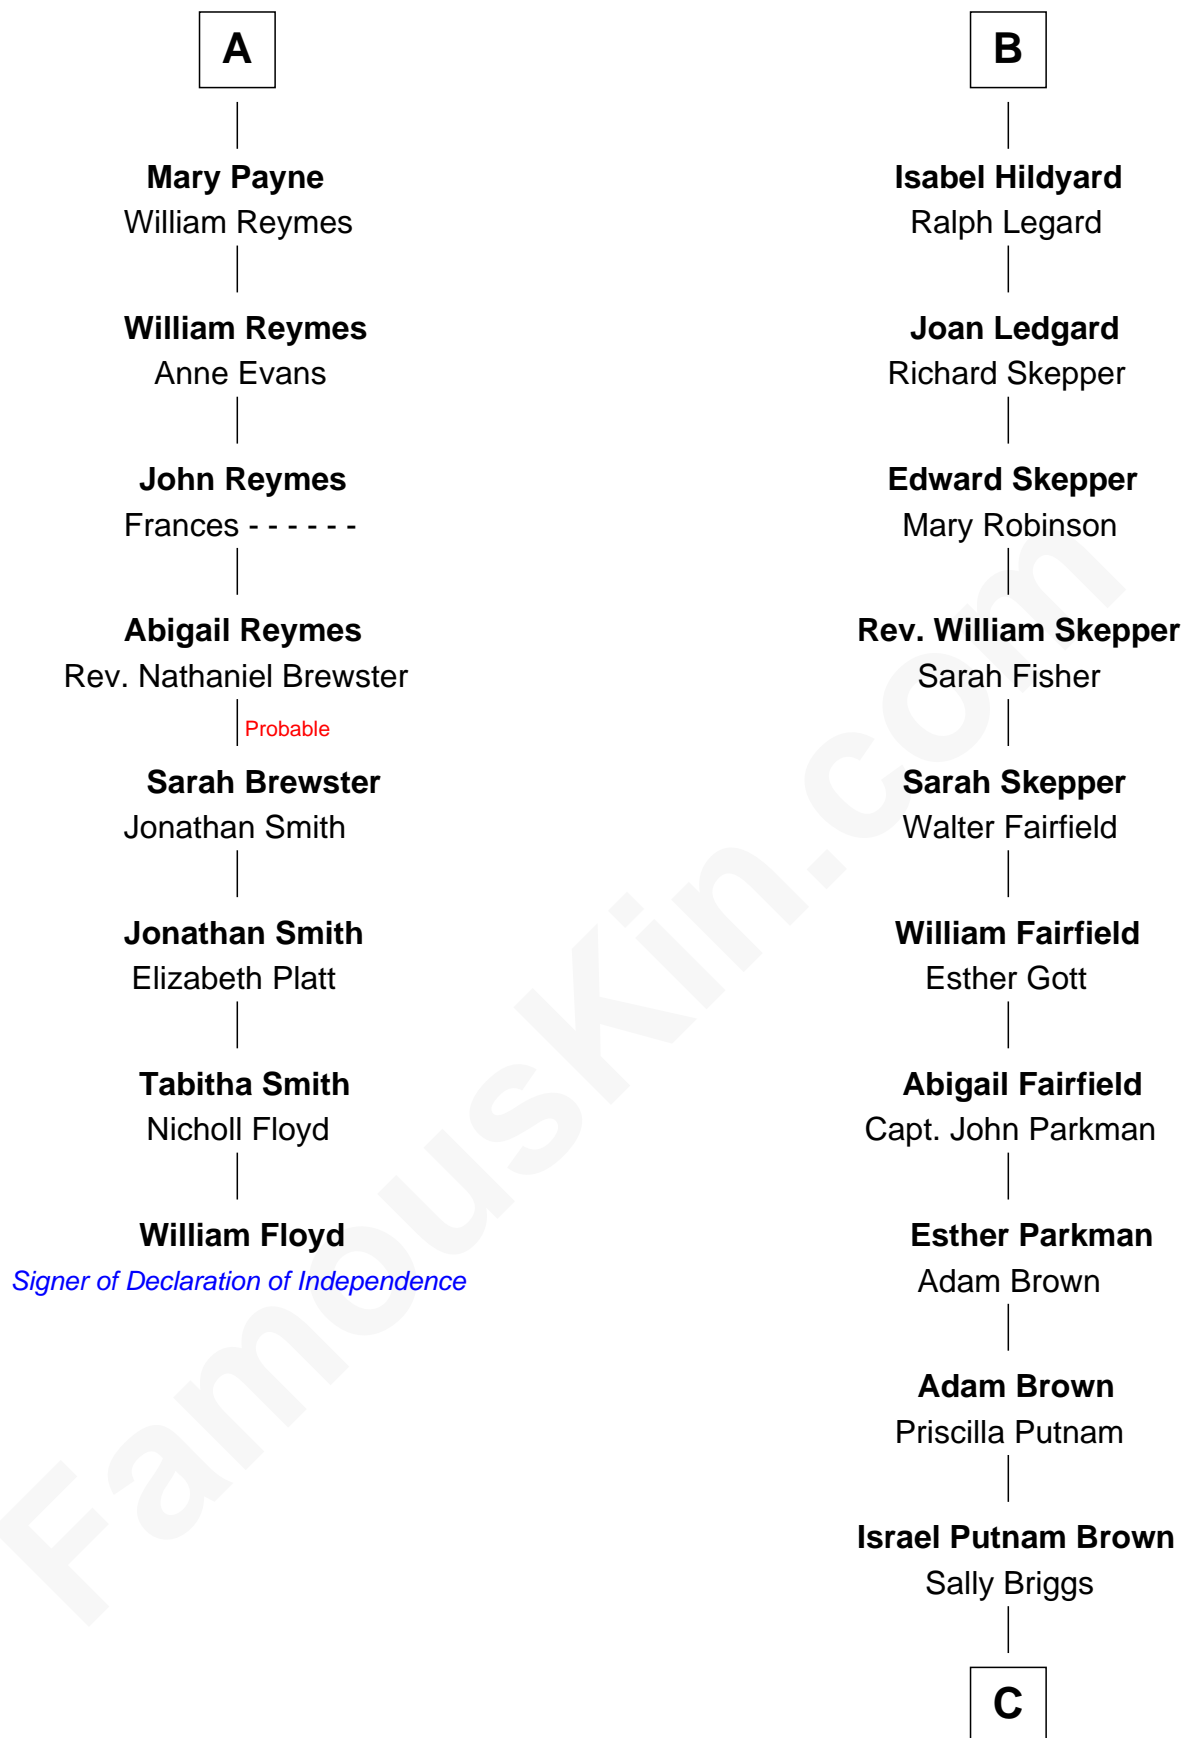 A
Mary Payne
William Reymes
William Reymes
Anne Evans
John Reymes
Frances - - - - - -
Abigail Reymes
Rev. Nathaniel Brewster
Probable
Sarah Brewster
Jonathan Smith
Jonathan Smith
Elizabeth Platt
Tabitha Smith
Nicholl Floyd
William Floyd
Signer of Declaration of Independence
B
Isabel Hildyard
Ralph Legard
Joan Ledgard
Richard Skepper
Edward Skepper
Mary Robinson
Rev. William Skepper
Sarah Fisher
Sarah Skepper
Walter Fairfield
William Fairfield
Esther Gott
Abigail Fairfield
Capt. John Parkman
Esther Parkman
Adam Brown
Adam Brown
Priscilla Putnam
Israel Putnam Brown
Sally Briggs
C
FamousKin.com